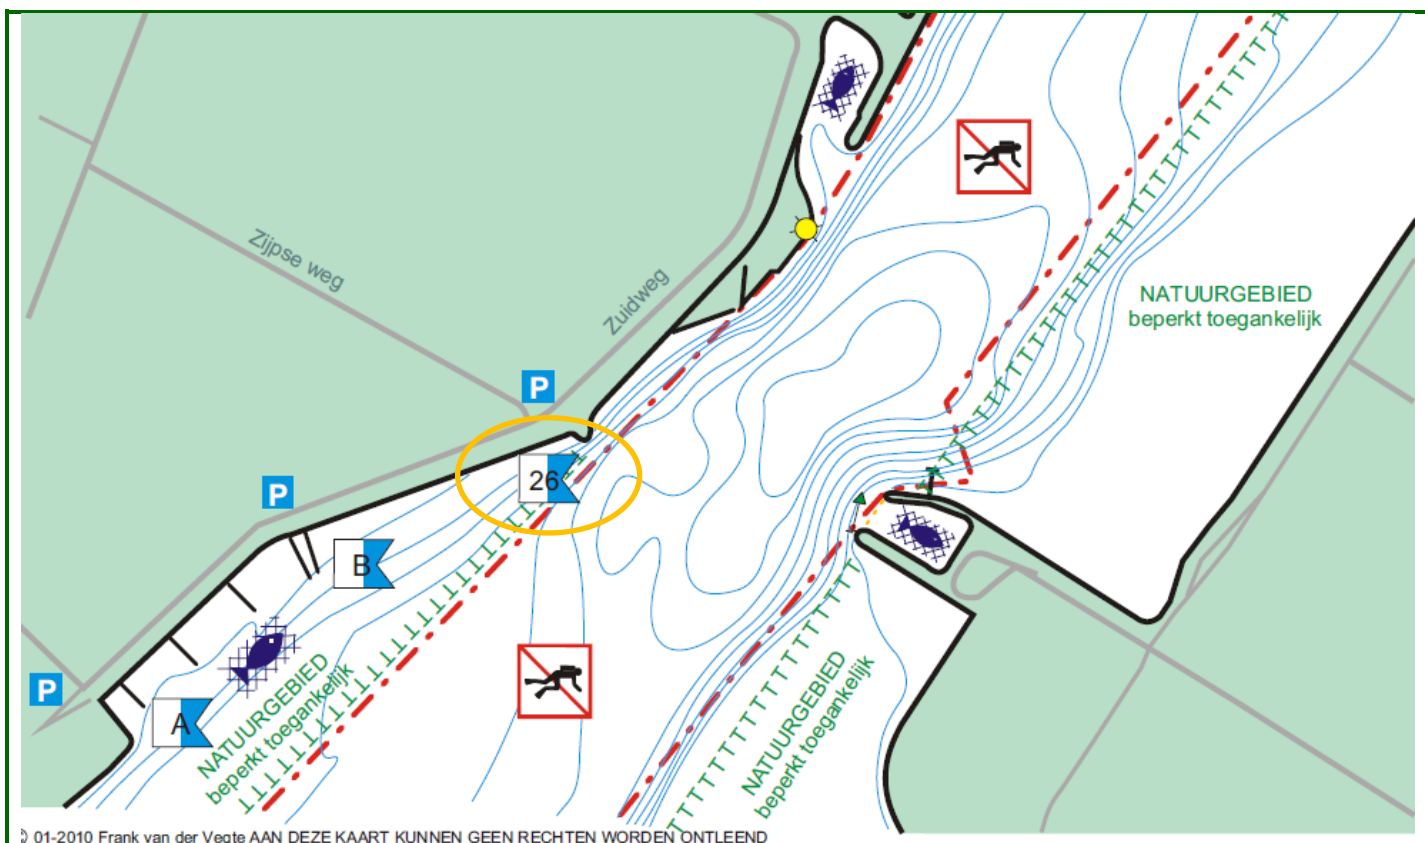 Zijpse weg
Zuidweg
NATUURGEBIED
beperkt toegankelijk
P
P
26
B
P
A
NATUURGEBIED
beperkt toegankelijk
NATUURGEBIED
beperkt toegankelijk
© 01-2010 Frank van der Vegte AAN DEZE KAART KUNNEN GEEN RECHTEN WORDEN ONTLEEND